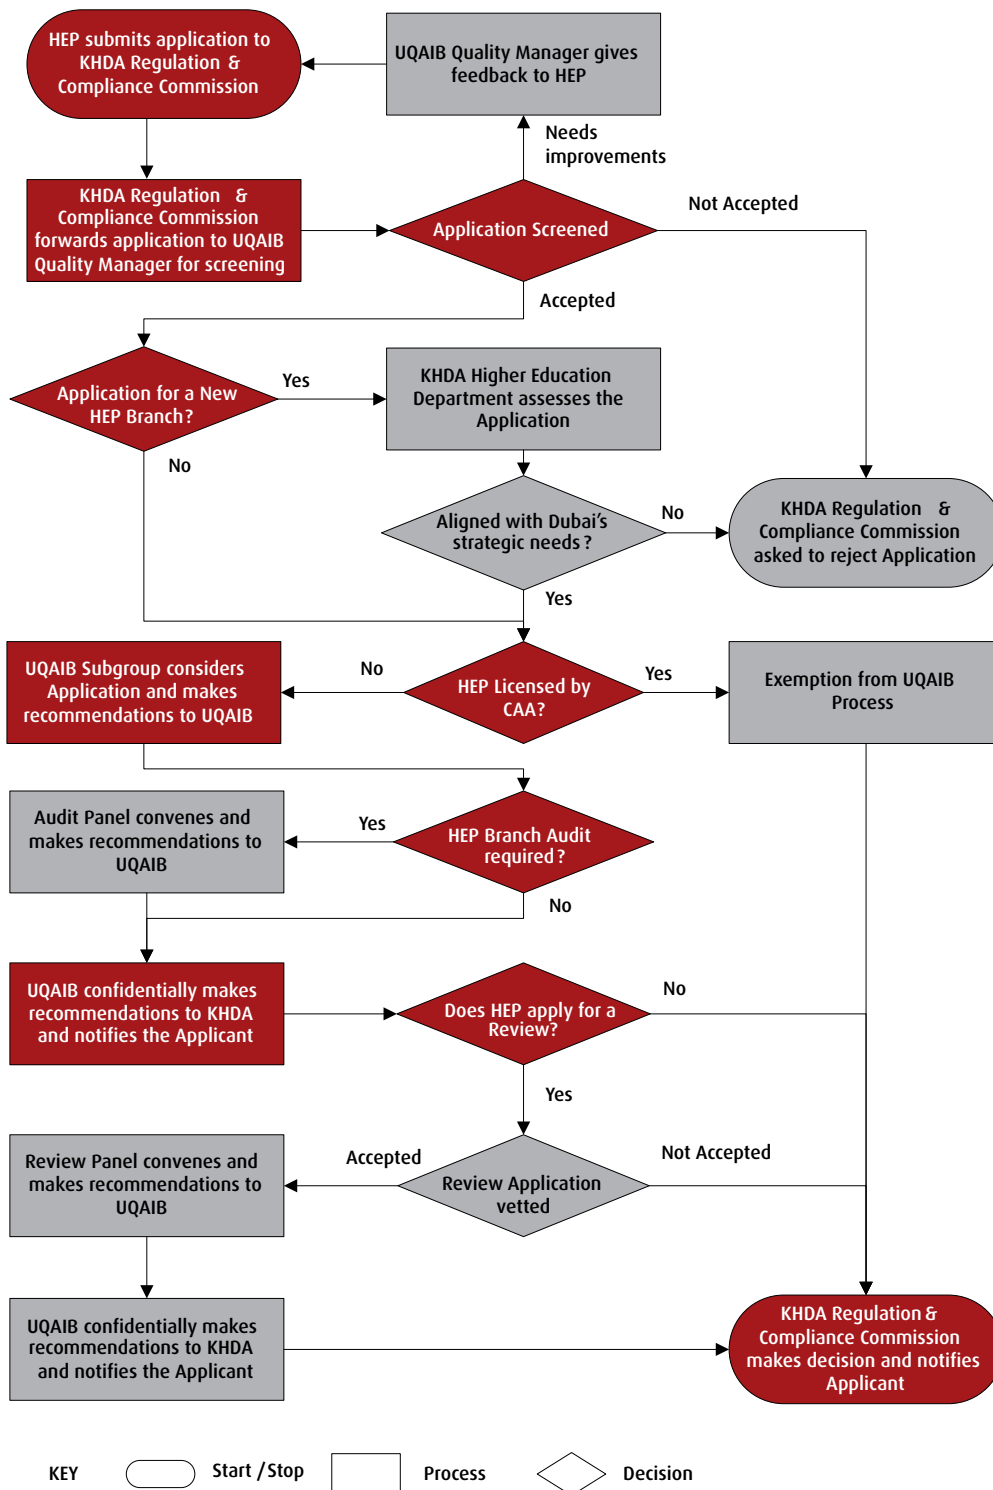 HEP submits application to
KHDA Regulation &
Compliance Commission
UQAIB Quality Manager gives
feedback to HEP
Needs
improvements
KHDA Regulation &
Compliance Commission
forwards application to UQAIB
Quality Manager for screening
Application Screened
Not Accepted
Accepted
Application for a New
HEP Branch?
Yes
No
KHDA Higher Education
Department assesses the
Application
Aligned with Dubai's
strategic needs?
No
Yes
KHDA Regulation &
Compliance Commission
asked to reject Application
UQAIB Subgroup considers
Application and makes
recommendations to UQAIB
No
HEP Licensed by
CAA?
Yes
Exemption from UQAIB
Process
Audit Panel convenes and
makes recommendations to
UQAIB
Yes
HEP Branch Audit
required?
No
UQAIB confidentially makes
recommendations to KHDA
and notifies the Applicant
Does HEP apply for a
Review?
No
Yes
Review Panel convenes and
makes recommendations to
UQAIB
Accepted
Review Application
vetted
Not Accepted
UQAIB confidentially makes
recommendations to KHDA
and notifies the Applicant
KHDA Regulation &
Compliance Commission
makes decision and notifies
Applicant
KEY
Start / Stop
Process
Decision